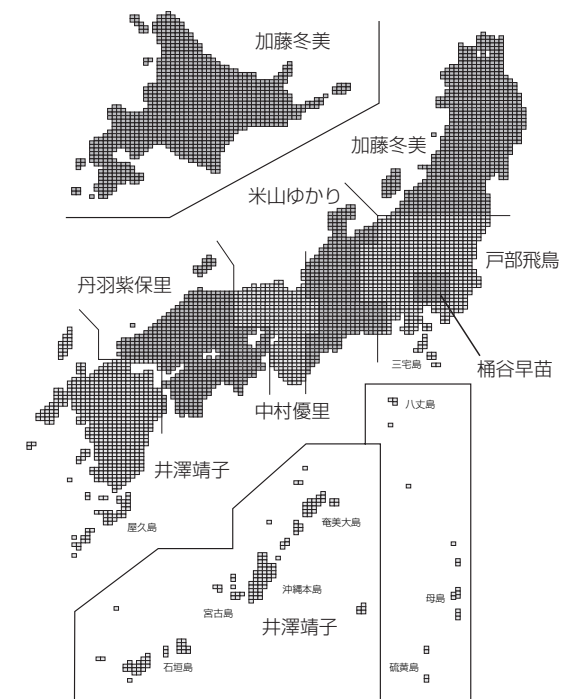 加藤冬美
加藤冬美
米山ゆかり
戸部飛鳥
丹羽紫保里
三宅島
桶谷早苗
八丈島
中村優里
井澤靖子
奄美大島
屋久島
沖縄本島
母島
宮古島
井澤靖子
石垣島
硫黄島